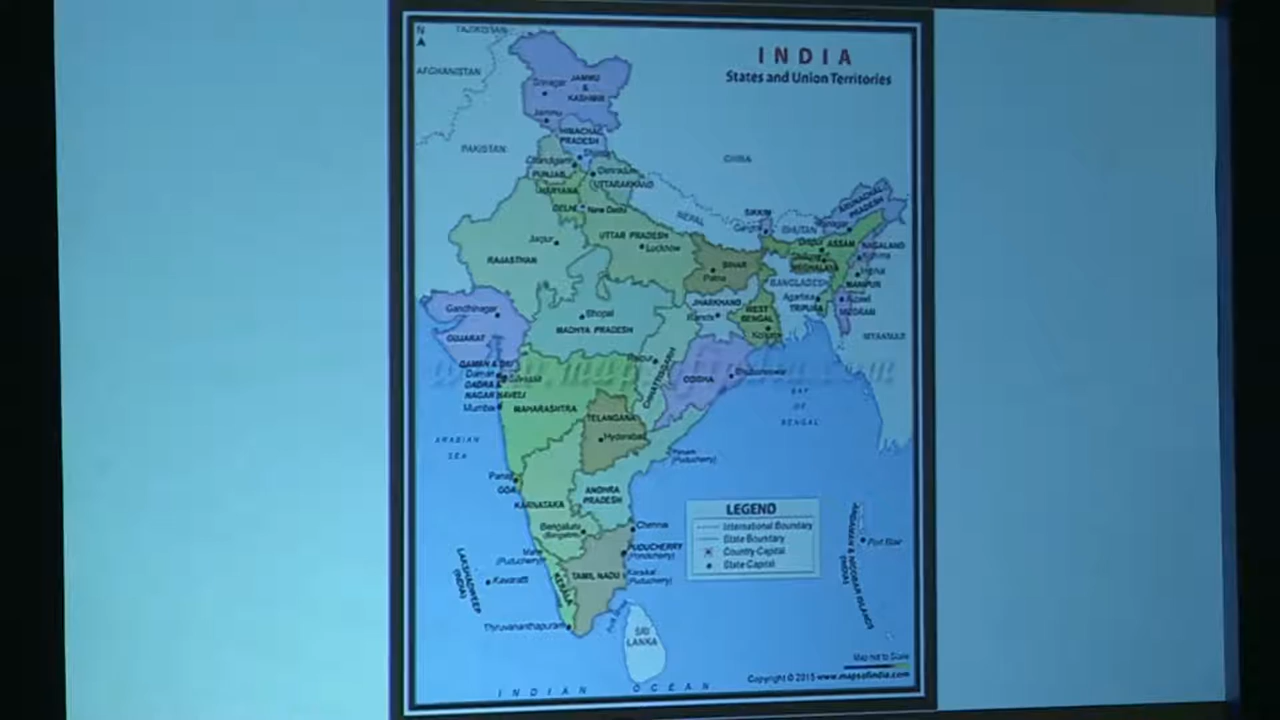 N
TAJIKISTAN
INDIA
States and Union Territories
AFGHANISTAN
Srinagar
JAMMU
&
KASHMIR
Jammu
HIMACHAL
PRADESH
Shimla
PAKISTAN
CHINA
Chandigarh
PUNJAB
Dehradun
UTTARAKHAND
HARYANA
DELHI
New Delhi
NEPAL
SIKKIM
Gangtok
BHUTAN
ARUNACHAL
PRADESH
Itanagar
Jaipur
UTTAR PRADESH
Lucknow
RAJASTHAN
BIHAR
Patna
Dispur
ASSAM
NAGALAND
Kohima
MEGHALAYA
Imphal
MANIPUR
BANGLADESH
Agartala
TRIPURA
Aizawl
MIZORAM
MYANMAR
Gandhinagar
GUJARAT
Bhopal
MADHYA PRADESH
JHARKHAND
Ranchi
WEST
BENGAL
Kolkata
Raipur
CHHATTISGARH
ODISHA
Bhubaneswar
DAMAN & DIU
Daman
Silvassa
DADRA &
NAGAR HAVELI
Mumbai
MAHARASHTRA
BAY
OF
BENGAL
TELANGANA
Hyderabad
ARABIAN
SEA
Yanam
(Puducherry)
Panaji
GOA
KARNATAKA
ANDHRA
PRADESH
LEGEND
International Boundary
State Boundary
Country Capital
State Capital
Bengaluru
(Bangalore)
Chennai
Mahe
(Puducherry)
PUDUCHERRY
(Pondicherry)
TAMIL NADU
Karaikal
(Puducherry)
KERALA
LAKSHADWEEP
(INDIA)
Kavaratti
Thiruvananthapuram
ANDAMAN & NICOBAR ISLANDS
(INDIA)
Port Blair
SRI
LANKA
Map not to Scale
Copyright © 2015 www.mapsofindia.com
INDIAN OCEAN